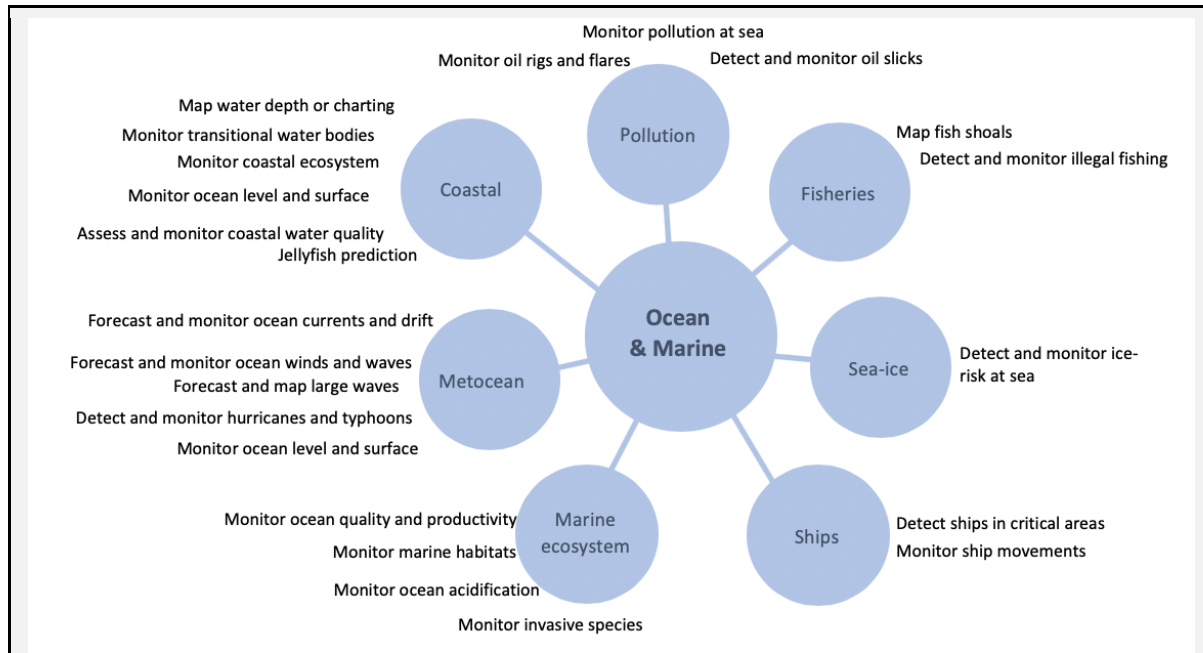 Monitor pollution at sea
Monitor oil rigs and flares
Detect and monitor oil slicks
Pollution
Map water depth or charting
Monitor transitional water bodies
Monitor coastal ecosystem
Monitor ocean level and surface
Assess and monitor coastal water quality
Jellyfish prediction
Coastal
Map fish shoals
Detect and monitor illegal fishing
Fisheries
Ocean
& Marine
Forecast and monitor ocean currents and drift
Forecast and monitor ocean winds and waves
Forecast and map large waves
Detect and monitor hurricanes and typhoons
Monitor ocean level and surface
Metocean
Sea-ice
Detect and monitor ice-
risk at sea
Monitor ocean quality and productivity
Monitor marine habitats
Monitor ocean acidification
Monitor invasive species
Marine
ecosystem
Ships
Detect ships in critical areas
Monitor ship movements